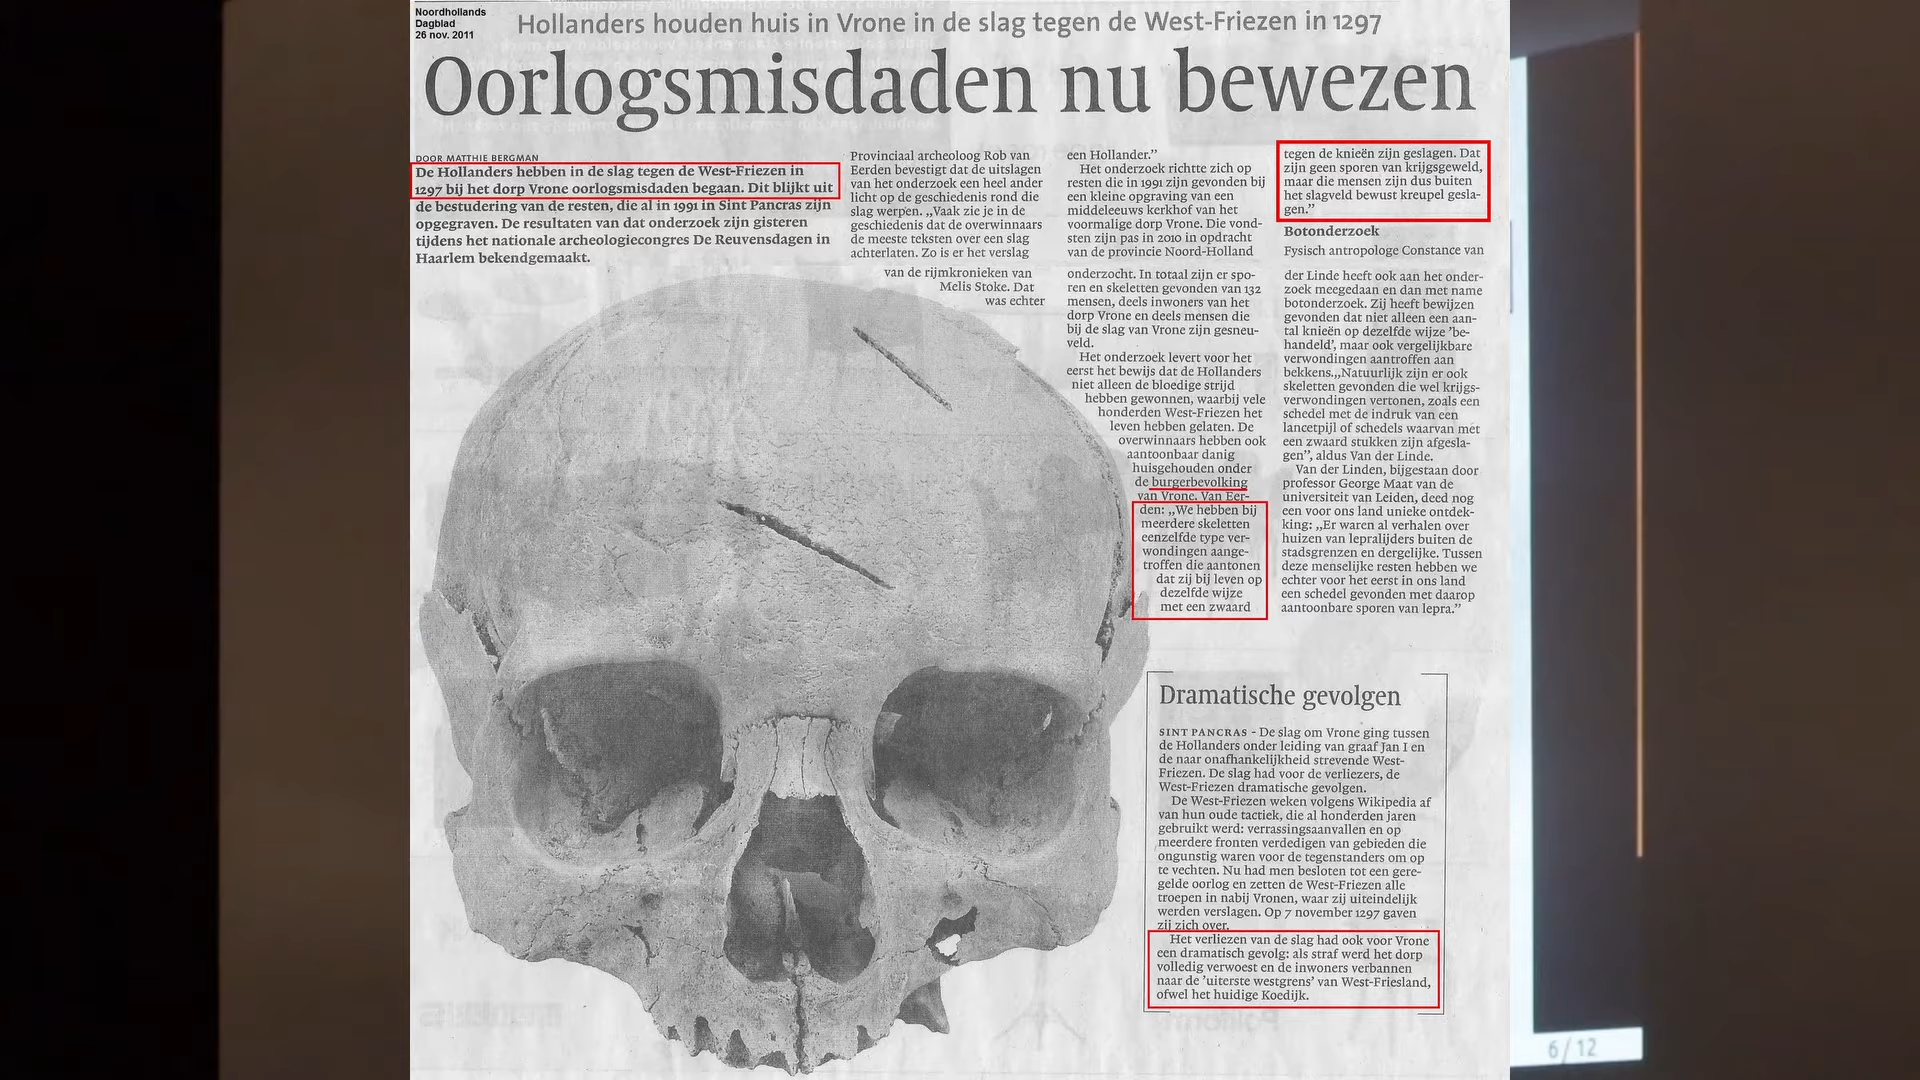 Noordhollands
Dagblad
26 nov. 2011
Hollanders houden huis in Vrone in de slag tegen de West-Friezen in 1297
Oorlogsmisdaden nu bewezen
DOOR MATTHIE BERGMAN
De Hollanders hebben in de slag tegen de West-Friezen in
1297 bij het dorp Vrone oorlogsmisdaden begaan. Dit blijkt uit
de bestudering van de resten, die al in 1991 in Sint Pancras zijn
opgegraven. De resultaten van dat onderzoek zijn gisteren
tijdens het nationale archeologiecongres De Reuvensdagen in
Haarlem bekendgemaakt.
Provinciaal archeoloog Rob van
Eerden bevestigt dat de uitslagen
van het onderzoek een heel ander
licht op de geschiedenis rond die
slag werpen. „Vaak zie je in de
geschiedenis dat de overwinnaars
de meeste teksten over een slag
achterlaten. Zo is er het verslag
van de rijmkronieken van
Melis Stoke. Dat
was echter
een Hollander.”
Het onderzoek richtte zich op
resten die in 1991 zijn gevonden bij
een kleine opgraving van een
middeleeuws kerkhof van het
voormalige dorp Vrone. Die vond-
sten zijn pas in 2010 in opdracht
van de provincie Noord-Holland
onderzocht. In totaal zijn er spo-
ren en skeletten gevonden van 132
mensen, deels inwoners van het
dorp Vrone en deels mensen die
bij de slag van Vrone zijn gesneu-
veld.
Het onderzoek levert voor het
eerst het bewijs dat de Hollanders
niet alleen de bloedige strijd
hebben gewonnen, waarbij vele
honderden West-Friezen het
leven hebben gelaten. De
overwinnaars hebben ook
aantoonbaar danig
huisgehouden onder
de burgerbevolking
van Vrone. Van Eer-
den: „We hebben bij
meerdere skeletten
eenzelfde type ver-
wondingen aange-
troffen die aantonen
dat zij bij leven op
dezelfde wijze
met een zwaard
tegen de knieën zijn geslagen. Dat
zijn geen sporen van krijgsgeweld,
maar die mensen zijn dus buiten
het slagveld bewust kreupel gesla-
gen.”
Botonderzoek
Fysisch antropologe Constance van
der Linde heeft ook aan het onder-
zoek meegedaan en dan met name
botonderzoek. Zij heeft bewijzen
gevonden dat niet alleen een aan-
tal knieën op dezelfde wijze ’be-
handeld’, maar ook vergelijkbare
verwondingen aantroffen aan
bekkens.„Natuurlijk zijn er ook
skeletten gevonden die wel krijgs-
verwondingen vertonen, zoals een
schedel met de indruk van een
lancetpijl of schedels waarvan met
een zwaard stukken zijn afgesla-
gen”, aldus Van der Linde.
Van der Linden, bijgestaan door
professor George Maat van de
universiteit van Leiden, deed nog
een voor ons land unieke ontdek-
king: „Er waren al verhalen over
huizen van lepralijders buiten de
stadsgrenzen en dergelijke. Tussen
deze menselijke resten hebben we
echter voor het eerst in ons land
een schedel gevonden met daarop
aantoonbare sporen van lepra.”
Dramatische gevolgen
SINT PANCRAS - De slag om Vrone ging tussen
de Hollanders onder leiding van graaf Jan I en
de naar onafhankelijkheid strevende West-
Friezen. De slag had voor de verliezers, de
West-Friezen dramatische gevolgen.
De West-Friezen weken volgens Wikipedia af
van hun oude tactiek, die al honderden jaren
gebruikt werd: verrassingsaanvallen en op
meerdere fronten verdedigen van gebieden die
ongunstig waren voor de tegenstanders om op
te vechten. Nu had men besloten tot een gere-
gelde oorlog en zetten de West-Friezen alle
troepen in nabij Vronen, waar zij uiteindelijk
werden verslagen. Op 7 november 1297 gaven
zij zich over.
Het verliezen van de slag had ook voor Vrone
een dramatisch gevolg: als straf werd het dorp
volledig verwoest en de inwoners verbannen
naar de ’uiterste westgrens’ van West-Friesland,
ofwel het huidige Koedijk.
6/12